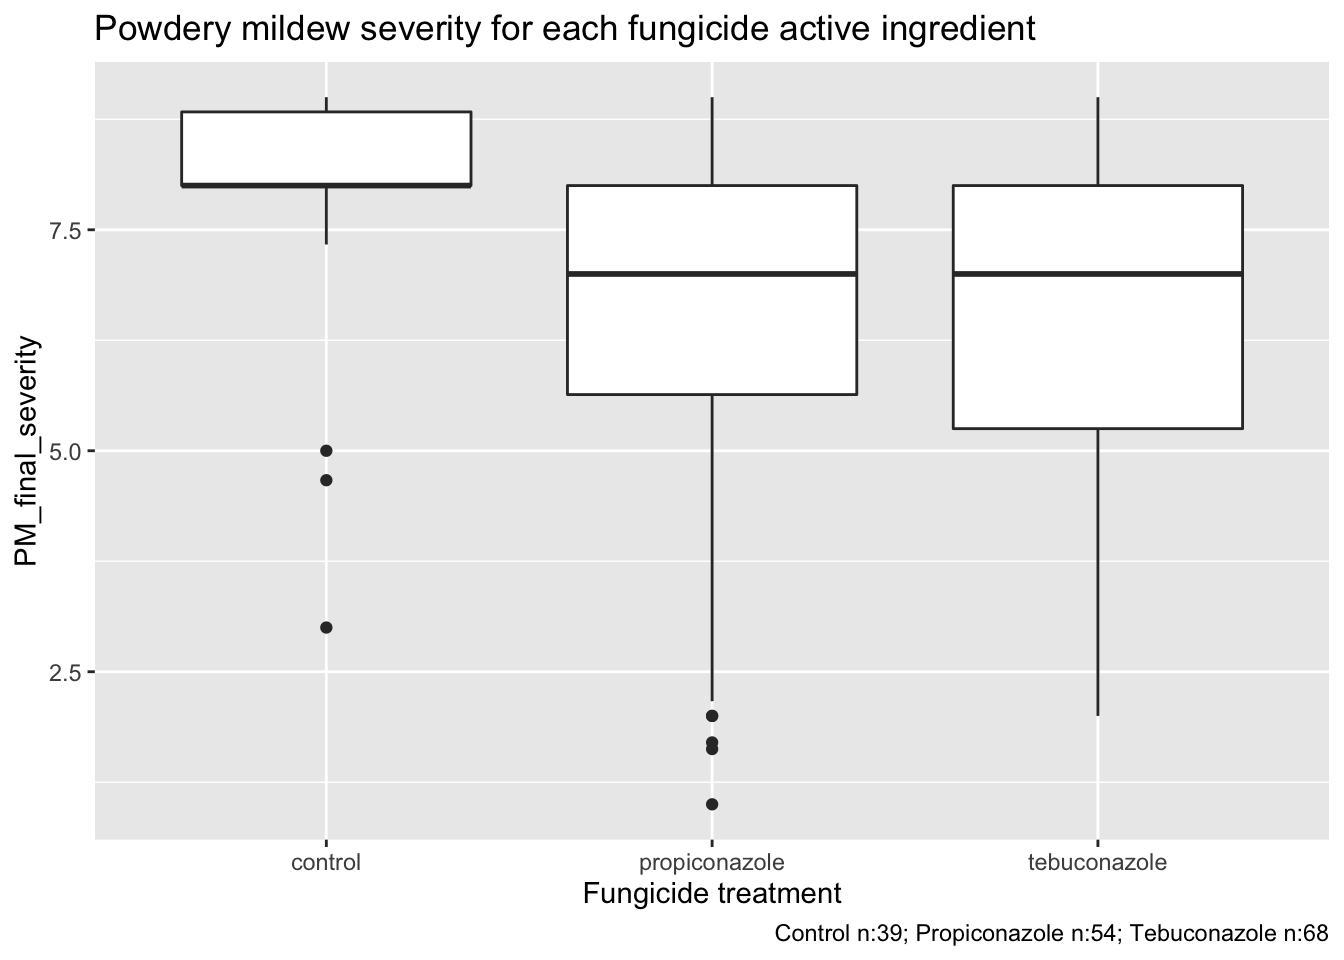 Powdery mildew severity for each fungicide active ingredient
PM_final_severity
7.5
5.0
2.5
control
propiconazole
tebuconazole
Fungicide treatment
Control n:39; Propiconazole n:54; Tebuconazole n:68